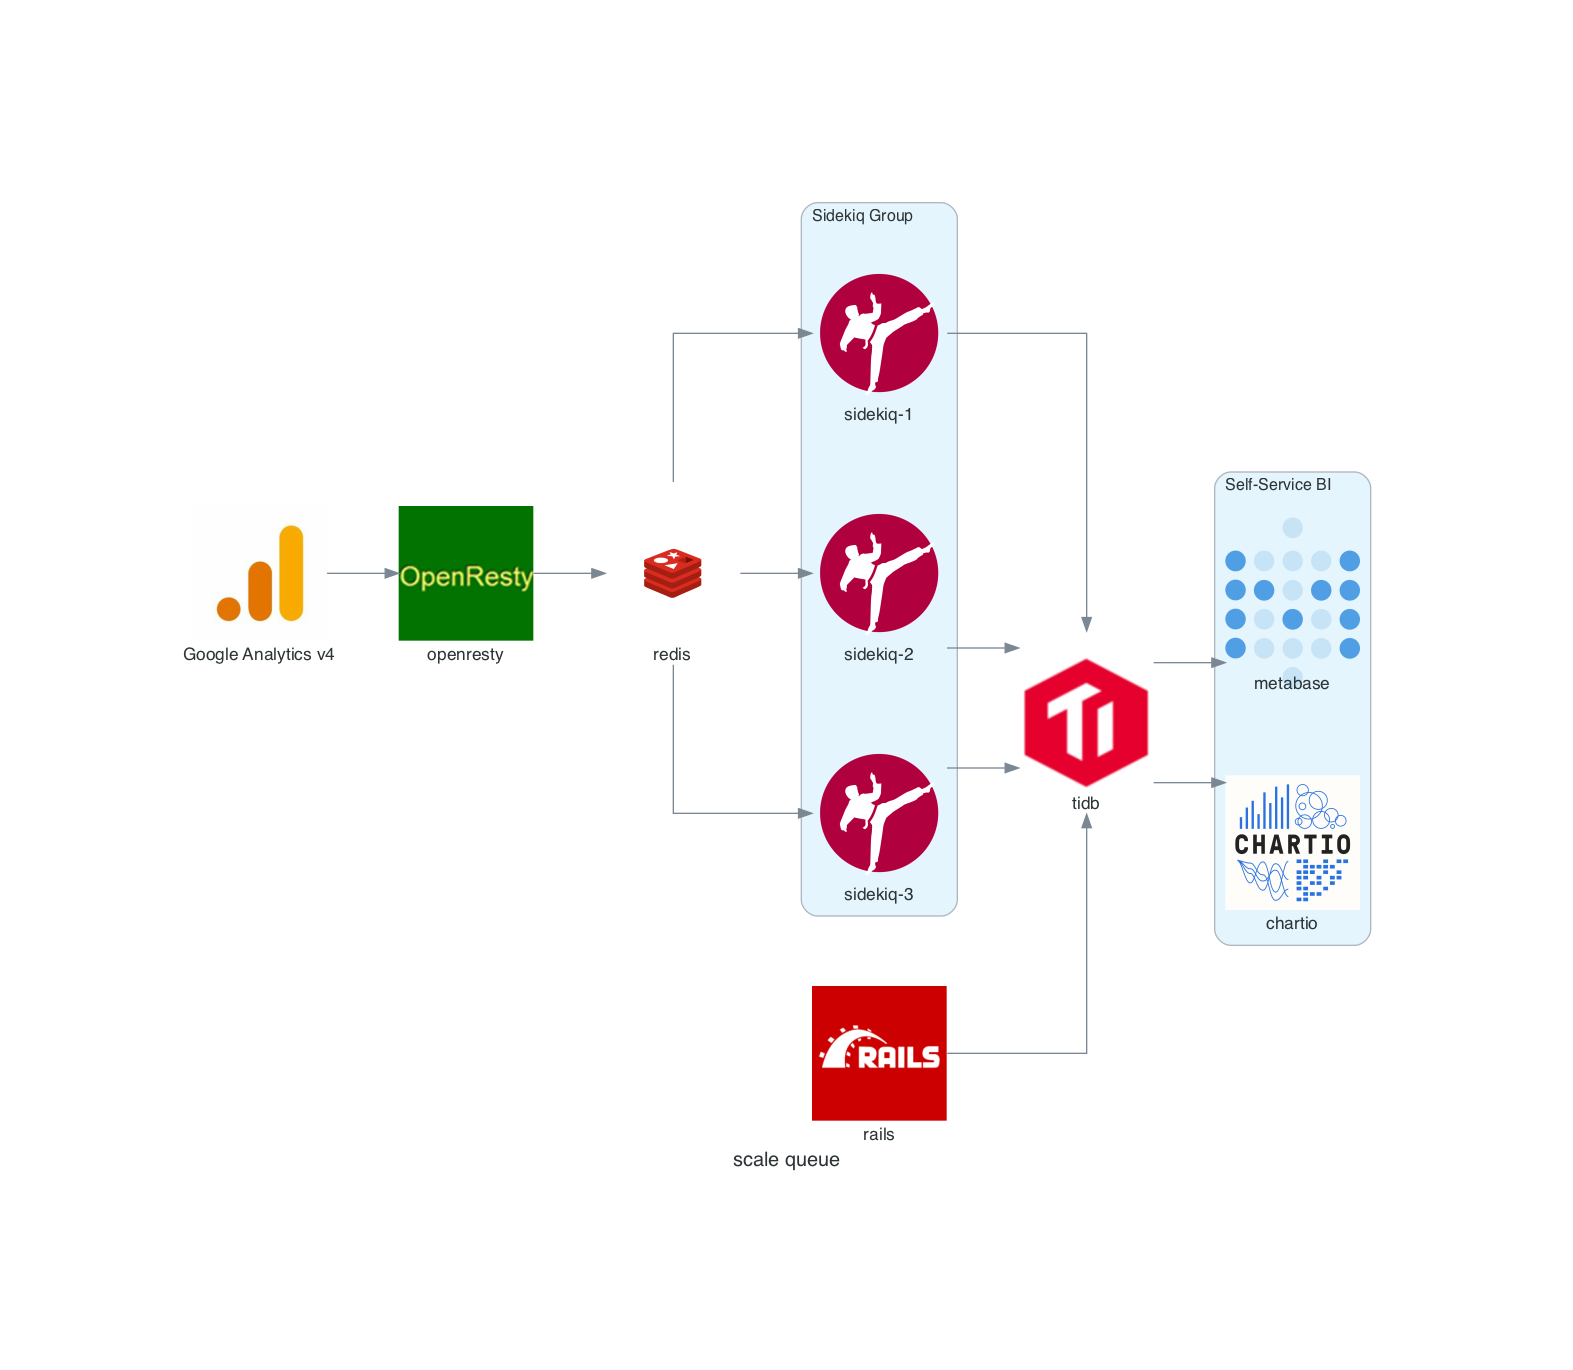 Sidekiq Group
sidekiq-1
Self-Service BI
OpenResty
Google Analytics v4
openresty
redis
sidekiq-2
metabase
tidb
CHARTIO
sidekiq-3
chartio
RAILS
rails
scale queue